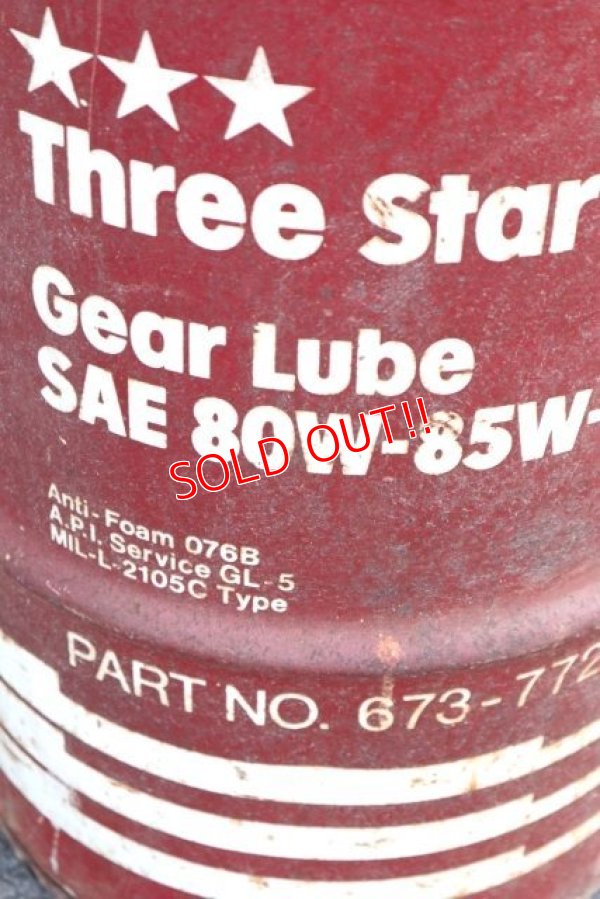 Three Star
Gear Lube
SAE 80W-85W-
SOLD OUT!!
Anti-Foam 076B
A.P.I. Service GL-5
MIL-L-2105C Type
PART NO. 673-772